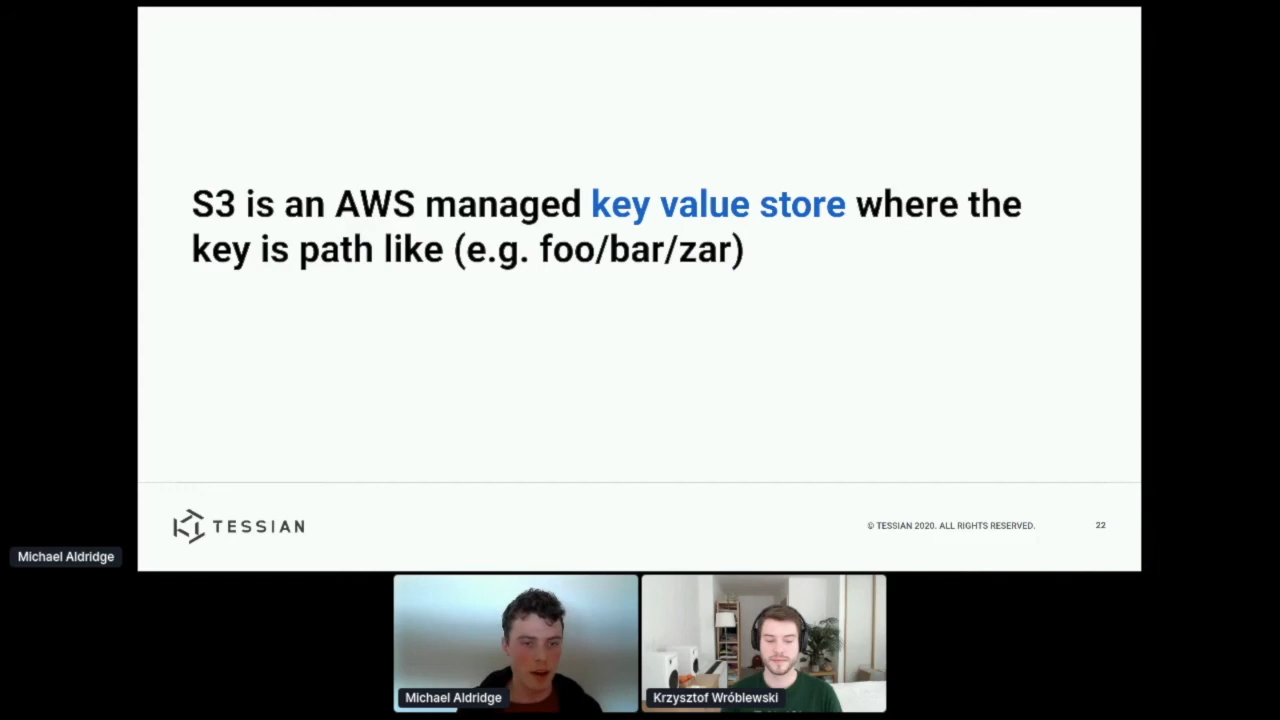 S3 is an AWS managed key value store where the
key is path like (e.g. foo/bar/zar)
TESSIAN
© TESSIAN 2020. ALL RIGHTS RESERVED.
22
Michael Aldridge
Michael Aldridge
Krzysztof Wróblewski